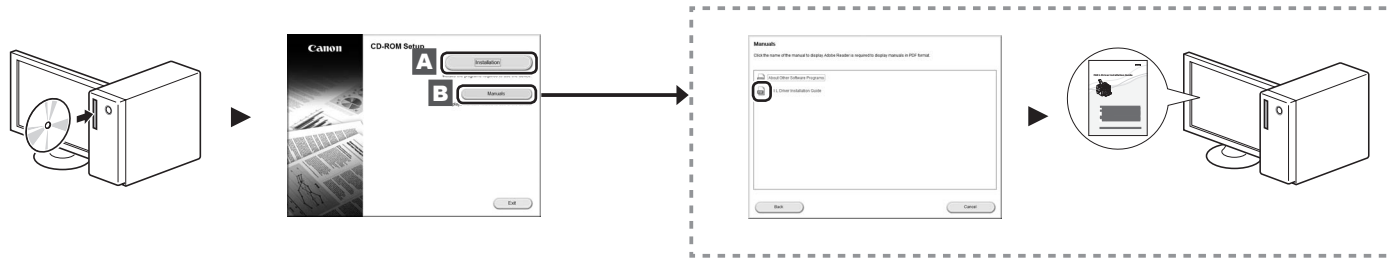 Canon
CD-ROM Setup
A
Installation
B
Manuals
Exit
Manuals
Click the name of the manual to display. Adobe Reader is required to display manuals in PDF format.
About Other Software Programs
Driver Installation Guide
Back
Cancel